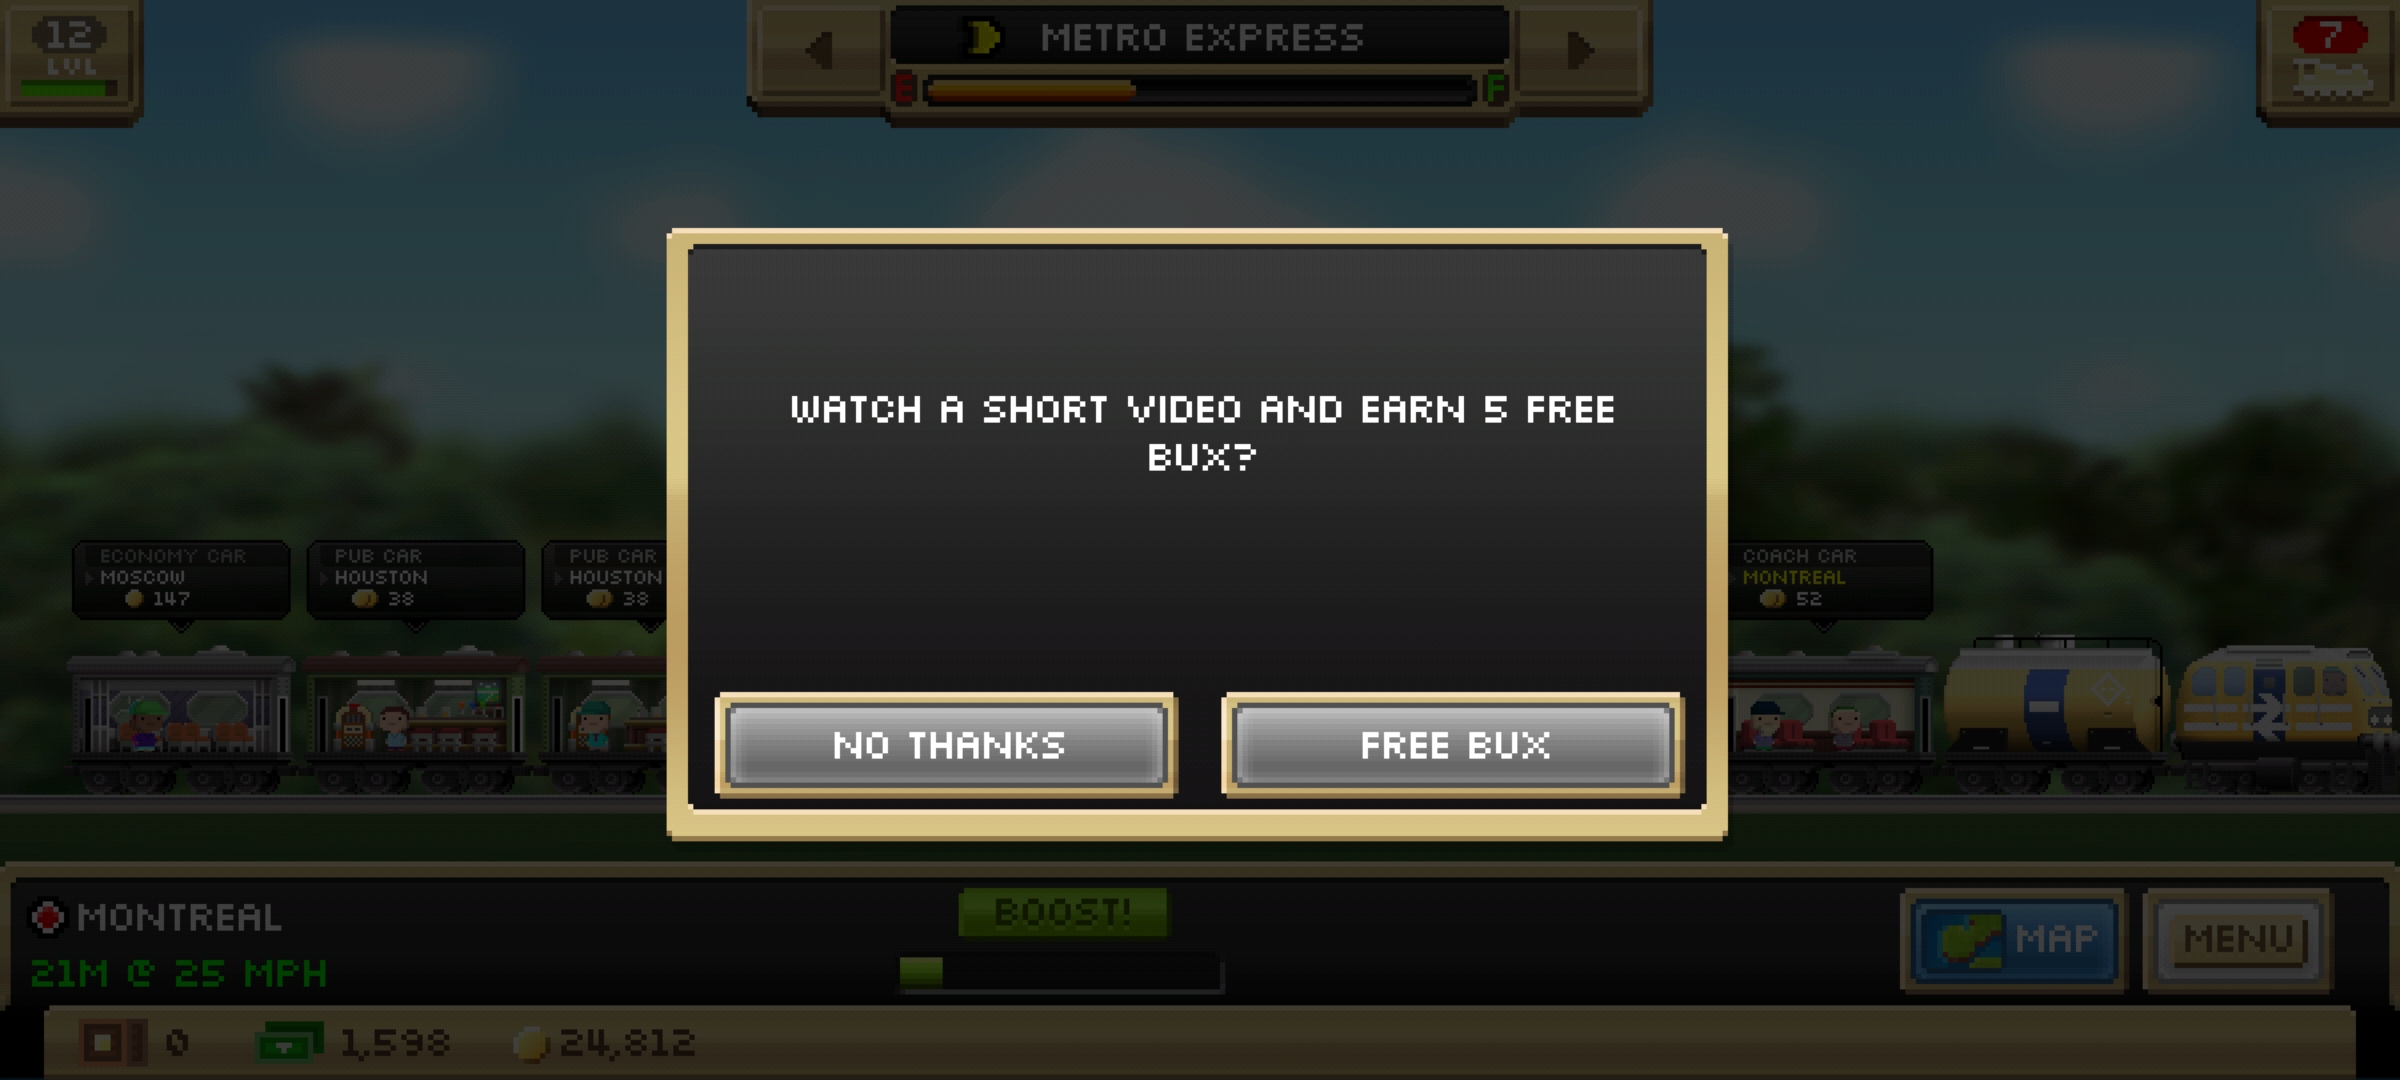 12
LVL
METRO EXPRESS
E
F
7
WATCH A SHORT VIDEO AND EARN 5 FREE
BUX?
ECONOMY CAR
MOSCOW
147
PUB CAR
HOUSTON
38
PUB CAR
HOUSTON
38
COACH CAR
MONTREAL
52
NO THANKS
FREE BUX
MONTREAL
21M @ 25 MPH
BOOST!
MAP
MENU
0
1,598
24,812